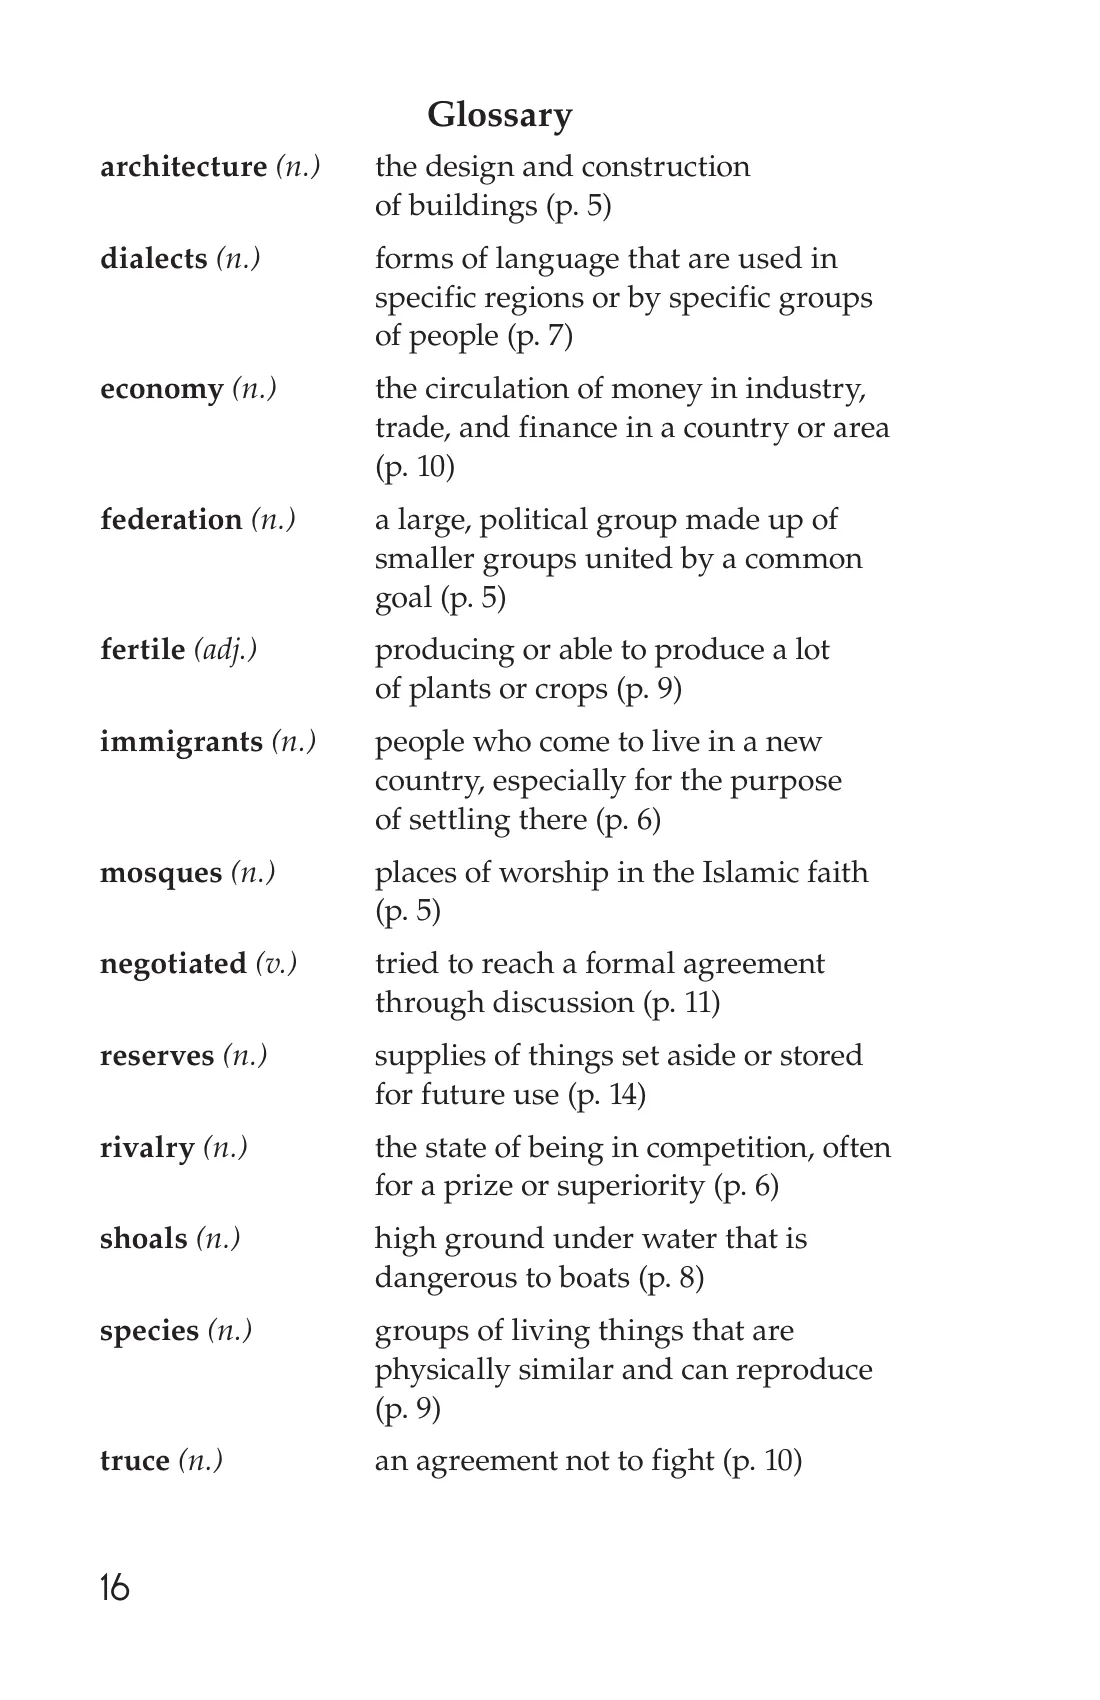 Glossary
architecture (n.) the design and construction
of buildings (p. 5)
dialects (n.) forms of language that are used in
specific regions or by specific groups
of people (p. 7)
economy (n.) the circulation of money in industry,
trade, and finance in a country or area
(p. 10)
federation (n.) a large, political group made up of
smaller groups united by a common
goal (p. 5)
fertile (adj.) producing or able to produce a lot
of plants or crops (p. 9)
immigrants (n.) people who come to live in a new
country, especially for the purpose
of settling there (p. 6)
mosques (n.) places of worship in the Islamic faith
(p. 5)
negotiated (v.) tried to reach a formal agreement
through discussion (p. 11)
reserves (n.) supplies of things set aside or stored
for future use (p. 14)
rivalry (n.) the state of being in competition, often
for a prize or superiority (p. 6)
shoals (n.) high ground under water that is
dangerous to boats (p. 8)
species (n.) groups of living things that are
physically similar and can reproduce
(p. 9)
truce (n.) an agreement not to fight (p. 10)
16